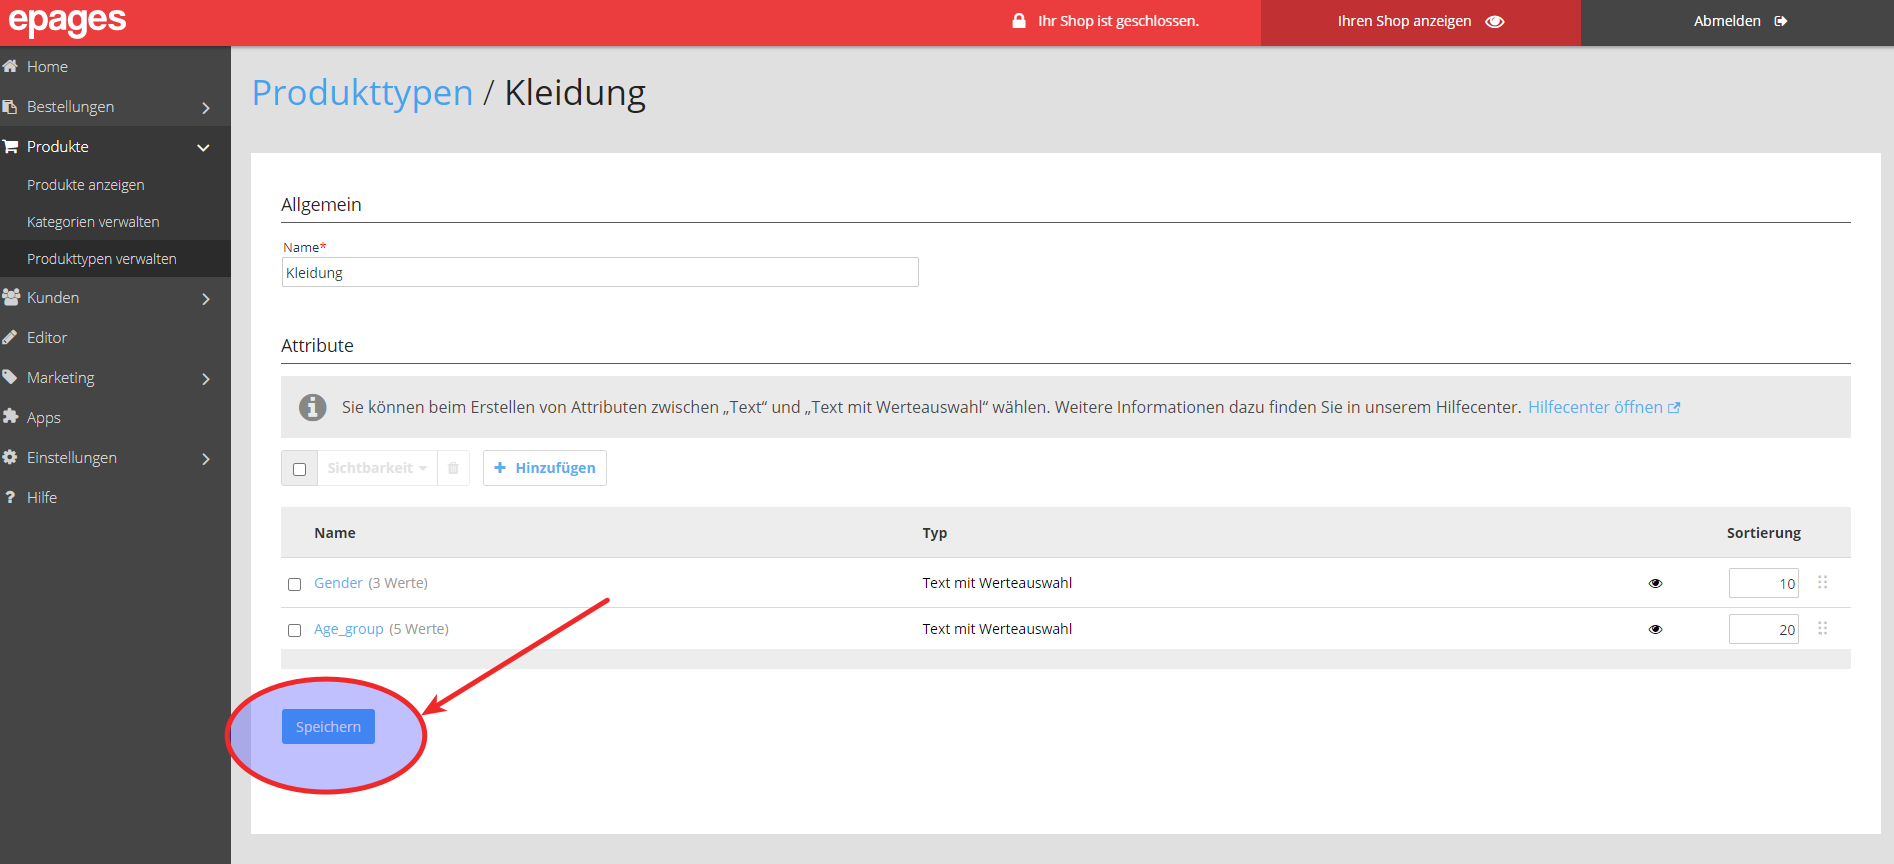 epages
Ihr Shop ist geschlossen.
Ihren Shop anzeigen
Abmelden
Home
Bestellungen
Produkte
Produkte anzeigen
Kategorien verwalten
Produkttypen verwalten
Kunden
Editor
Marketing
Apps
Einstellungen
Hilfe
Produkttypen / Kleidung
Allgemein
Name*
Kleidung
Attribute
Sie können beim Erstellen von Attributen zwischen „Text“ und „Text mit Werteauswahl“ wählen. Weitere Informationen dazu finden Sie in unserem Hilfecenter. Hilfecenter öffnen
Sichtbarkeit
Hinzufügen
Name Typ Sortierung
Gender (3 Werte) Text mit Werteauswahl 10
Age_group (5 Werte) Text mit Werteauswahl 20
Speichern